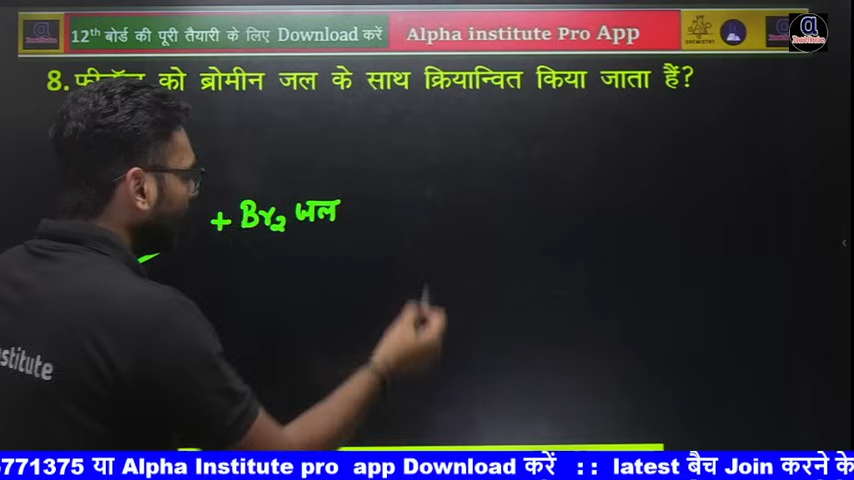 12th बोर्ड की पूरी तैयारी के लिए Download करें
Alpha institute Pro App
CHEMISTRY
8. को ब्रोमीन जल के साथ क्रियान्वित किया जाता हैं?
+ Br2 जल
stitute
771375 या Alpha Institute pro app Download करें :: latest बैच Join करने के